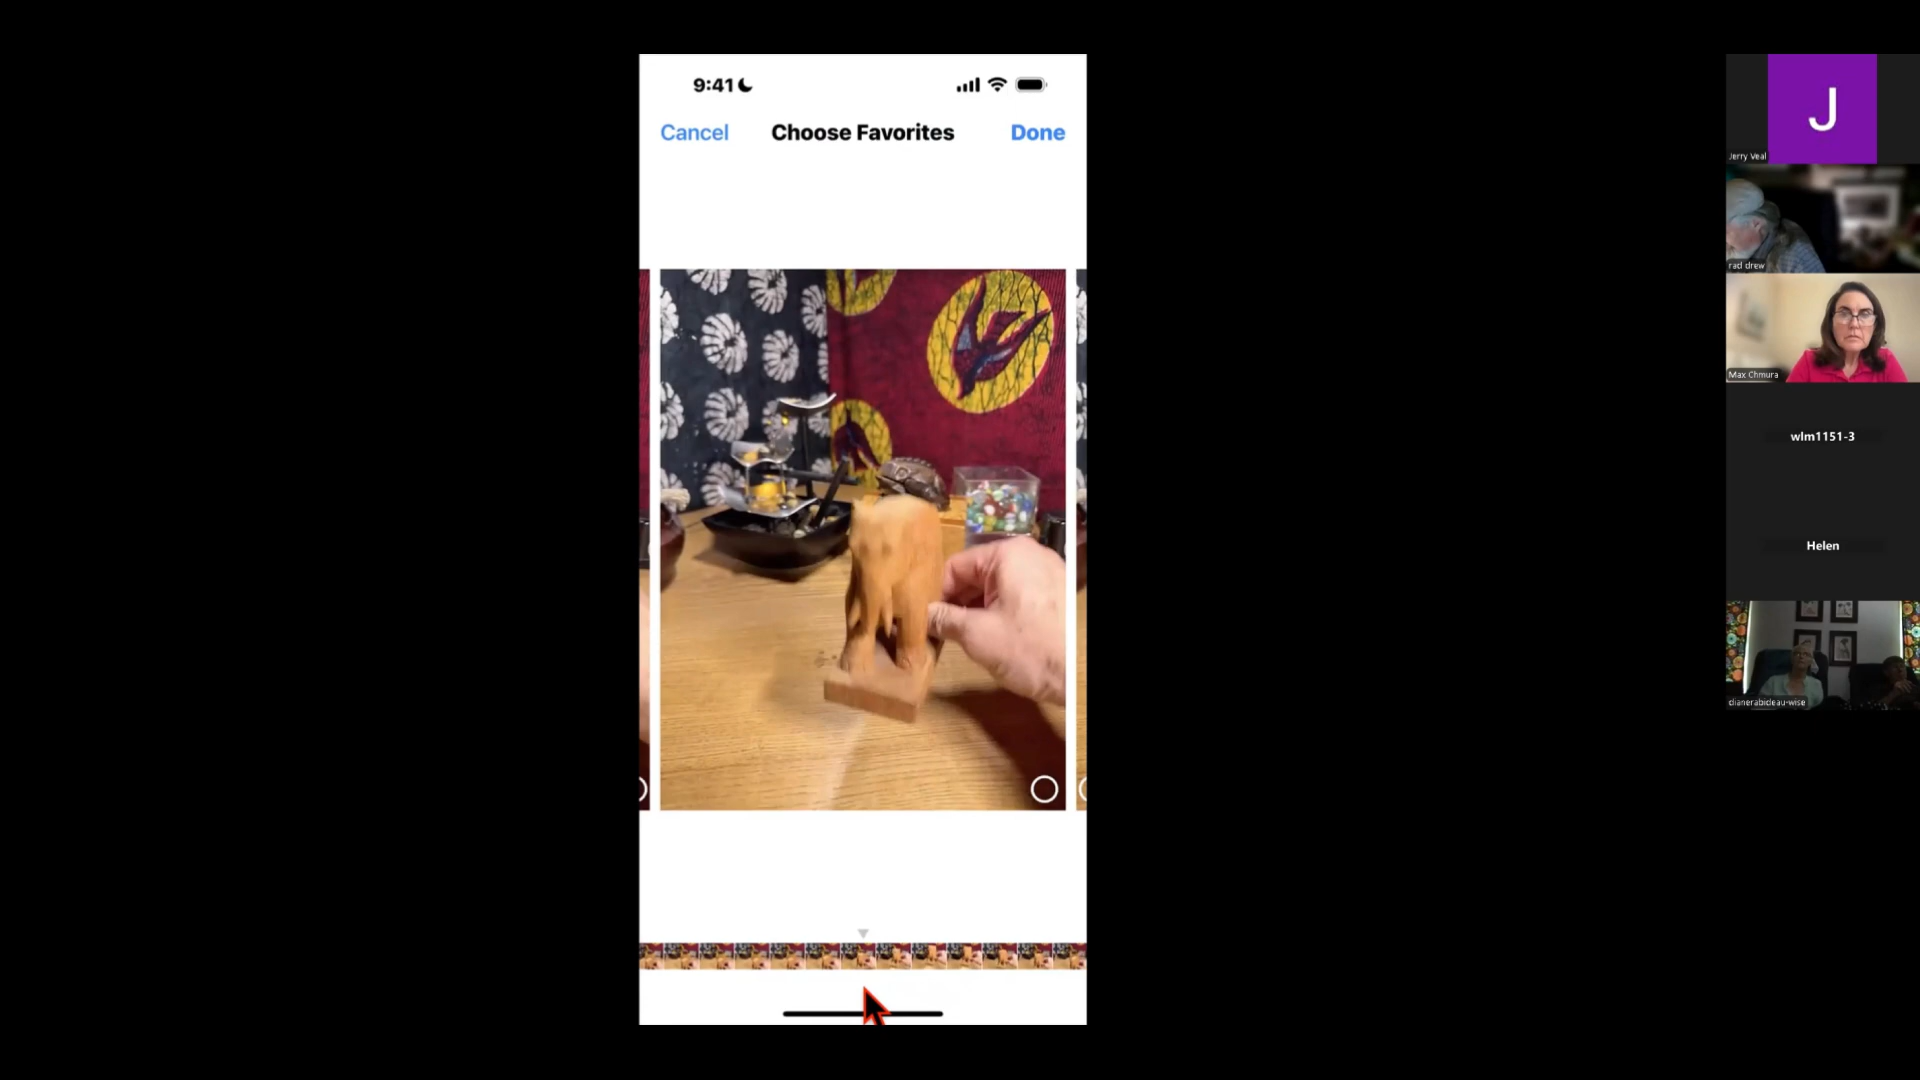 9:41
Cancel Choose Favorites Done
J
Jerry Veal
rad drew
Max Chmura
wlm1151-3
Helen
dianerabideau-wise